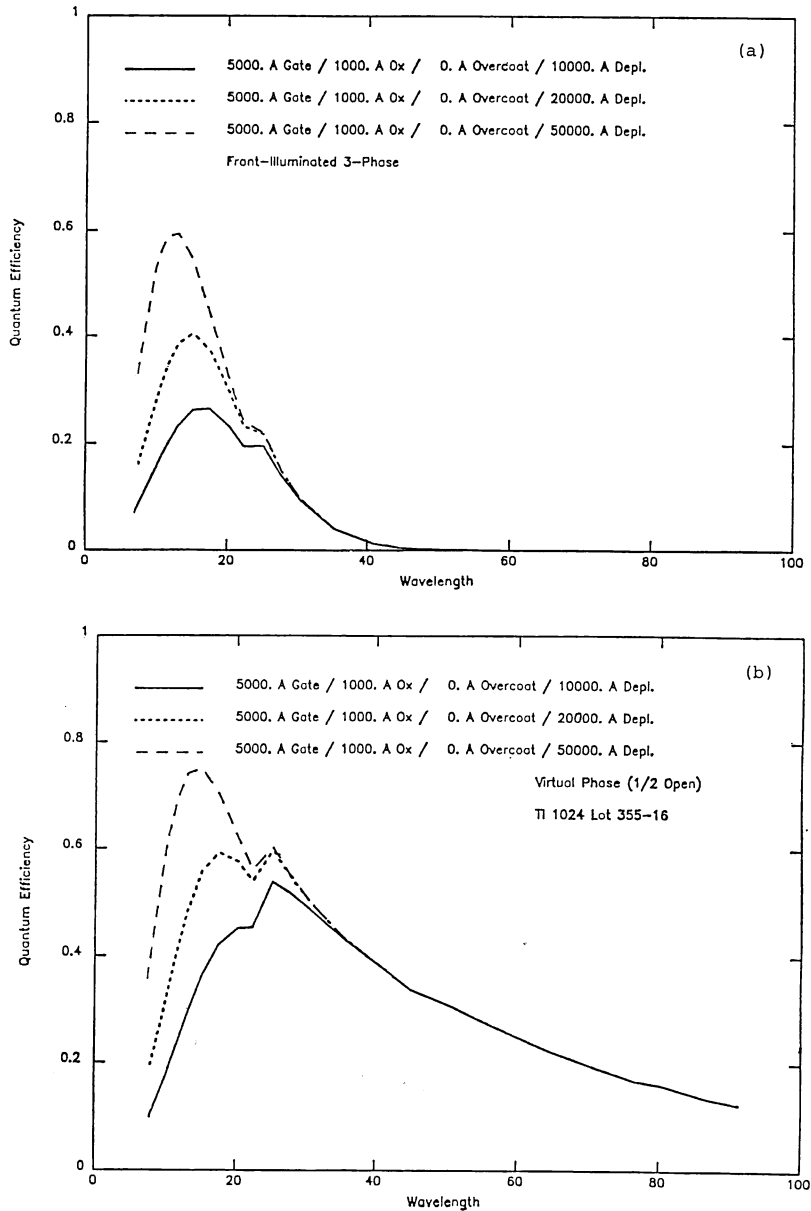 1
(a)
5000. A Gate / 1000. A Ox / 0. A Overcoat / 10000. A Depl.
5000. A Gate / 1000. A Ox / 0. A Overcoat / 20000. A Depl.
5000. A Gate / 1000. A Ox / 0. A Overcoat / 50000. A Depl.
Front-Illuminated 3-Phase
0.8
0.6
0.4
0.2
0
Quantum Efficiency
0 20 40 60 80 100
Wavelength
1
(b)
5000. A Gate / 1000. A Ox / 0. A Overcoat / 10000. A Depl.
5000. A Gate / 1000. A Ox / 0. A Overcoat / 20000. A Depl.
5000. A Gate / 1000. A Ox / 0. A Overcoat / 50000. A Depl.
Virtual Phase (1/2 Open)
TI 1024 Lot 355-16
0.8
0.6
0.4
0.2
0
Quantum Efficiency
0 20 40 60 80 100
Wavelength